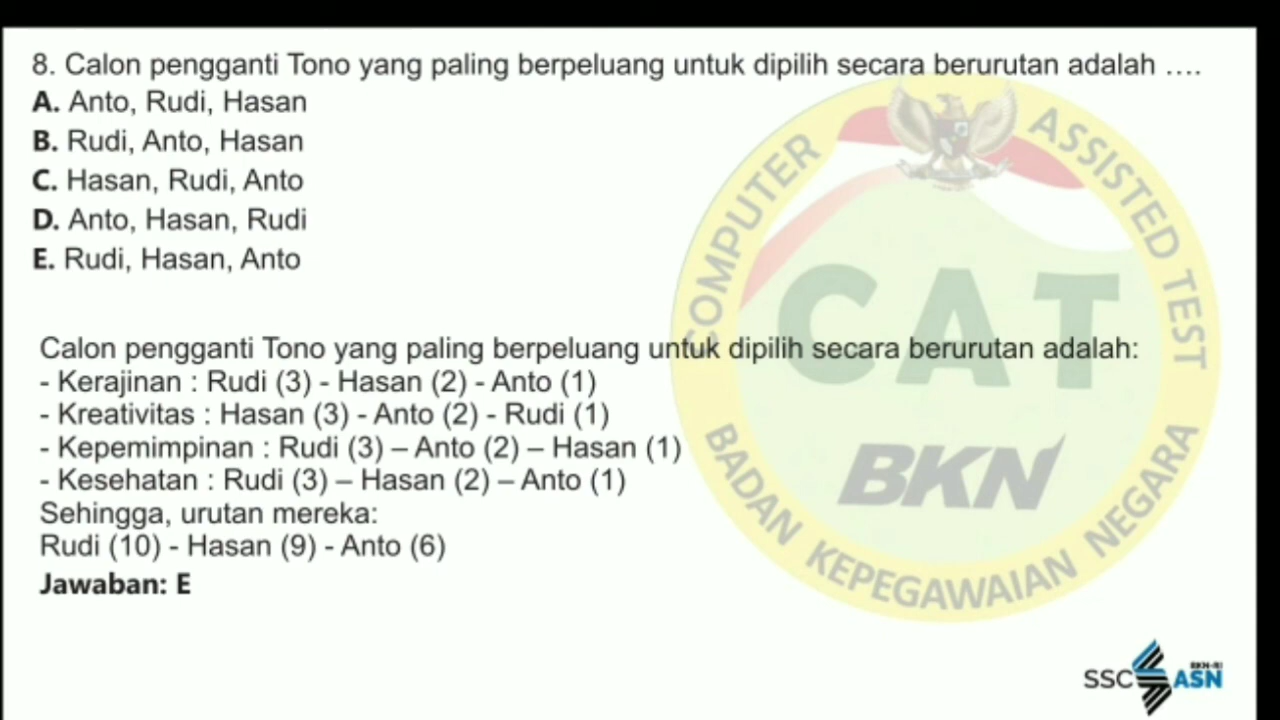 8. Calon pengganti Tono yang paling berpeluang untuk dipilih secara berurutan adalah ....
A. Anto, Rudi, Hasan
B. Rudi, Anto, Hasan
C. Hasan, Rudi, Anto
D. Anto, Hasan, Rudi
E. Rudi, Hasan, Anto
Calon pengganti Tono yang paling berpeluang untuk dipilih secara berurutan adalah:
- Kerajinan : Rudi (3) - Hasan (2) - Anto (1)
- Kreativitas : Hasan (3) - Anto (2) - Rudi (1)
- Kepemimpinan : Rudi (3) – Anto (2) – Hasan (1)
- Kesehatan : Rudi (3) – Hasan (2) – Anto (1)
Sehingga, urutan mereka:
Rudi (10) - Hasan (9) - Anto (6)
Jawaban: E
COMPUTER ASSISTED TEST
CAT
BKN
BADAN KEPEGAWAIAN NEGARA
BKN-RI
SSC ASN